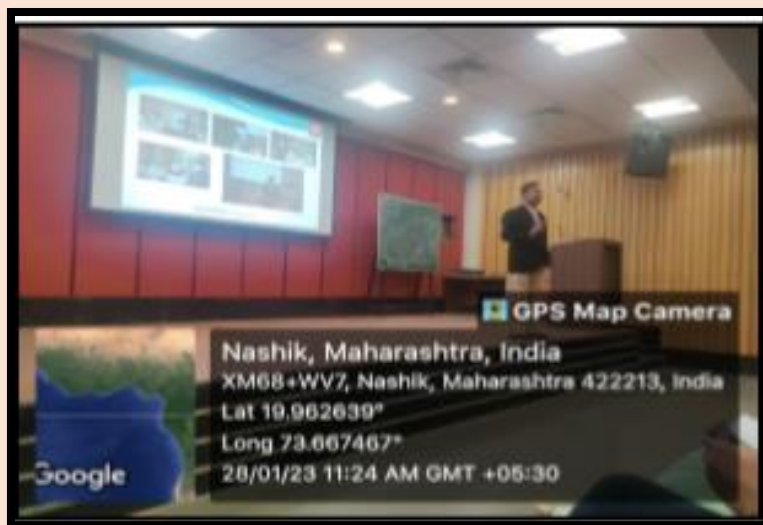 GPS Map Camera
Nashik, Maharashtra, India
XM68+WV7, Nashik, Maharashtra 422213, India
Lat 19.962639°
Long 73.667467°
28/01/23 11:24 AM GMT +05:30
Google